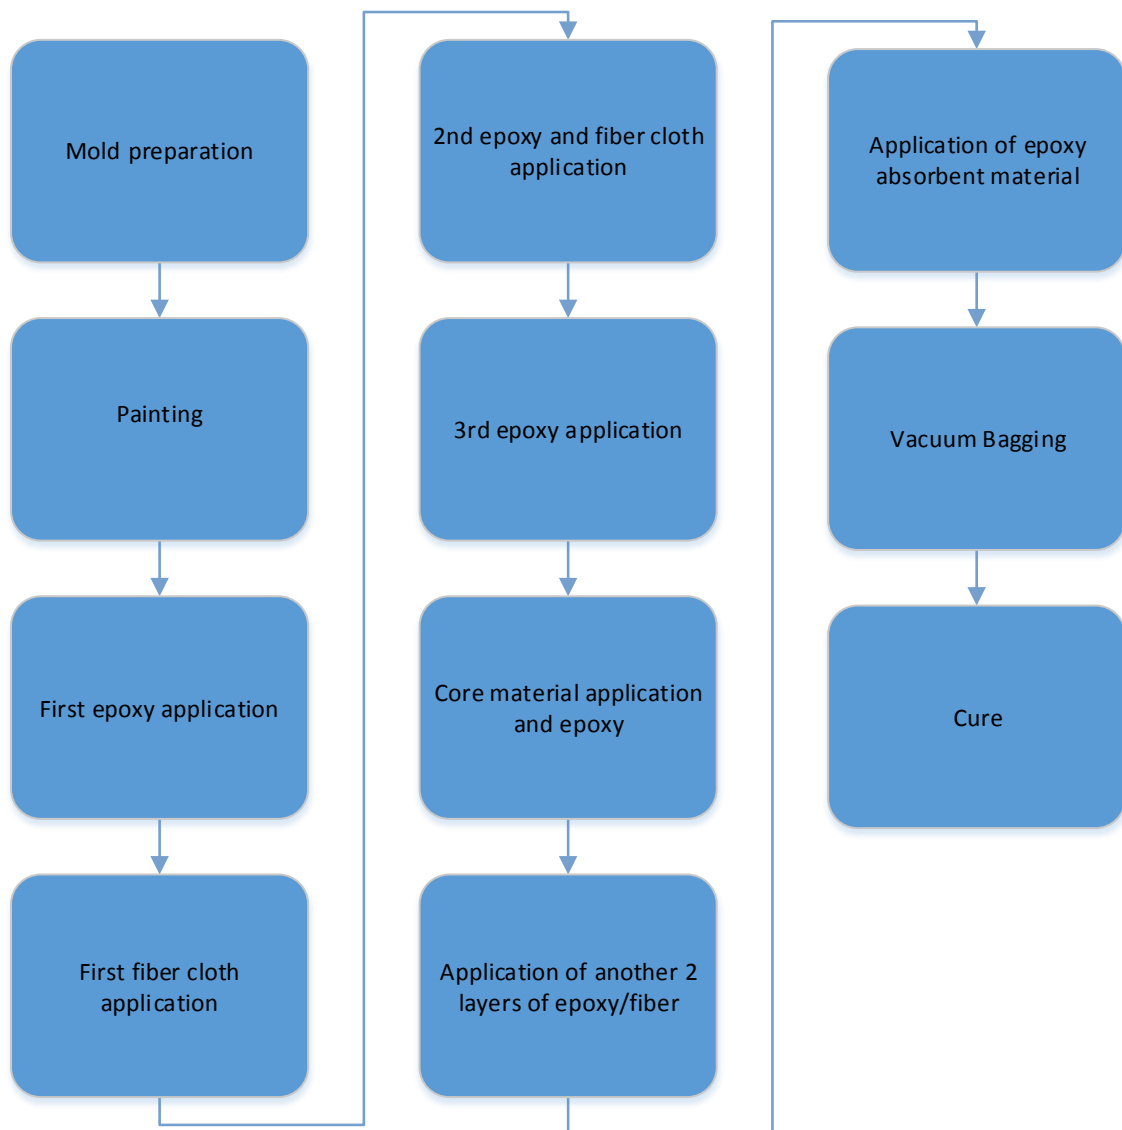 Mold preparation
Painting
First epoxy application
First fiber cloth
application
2nd epoxy and fiber cloth
application
3rd epoxy application
Core material application
and epoxy
Application of another 2
layers of epoxy/fiber
Application of epoxy
absorbent material
Vacuum Bagging
Cure